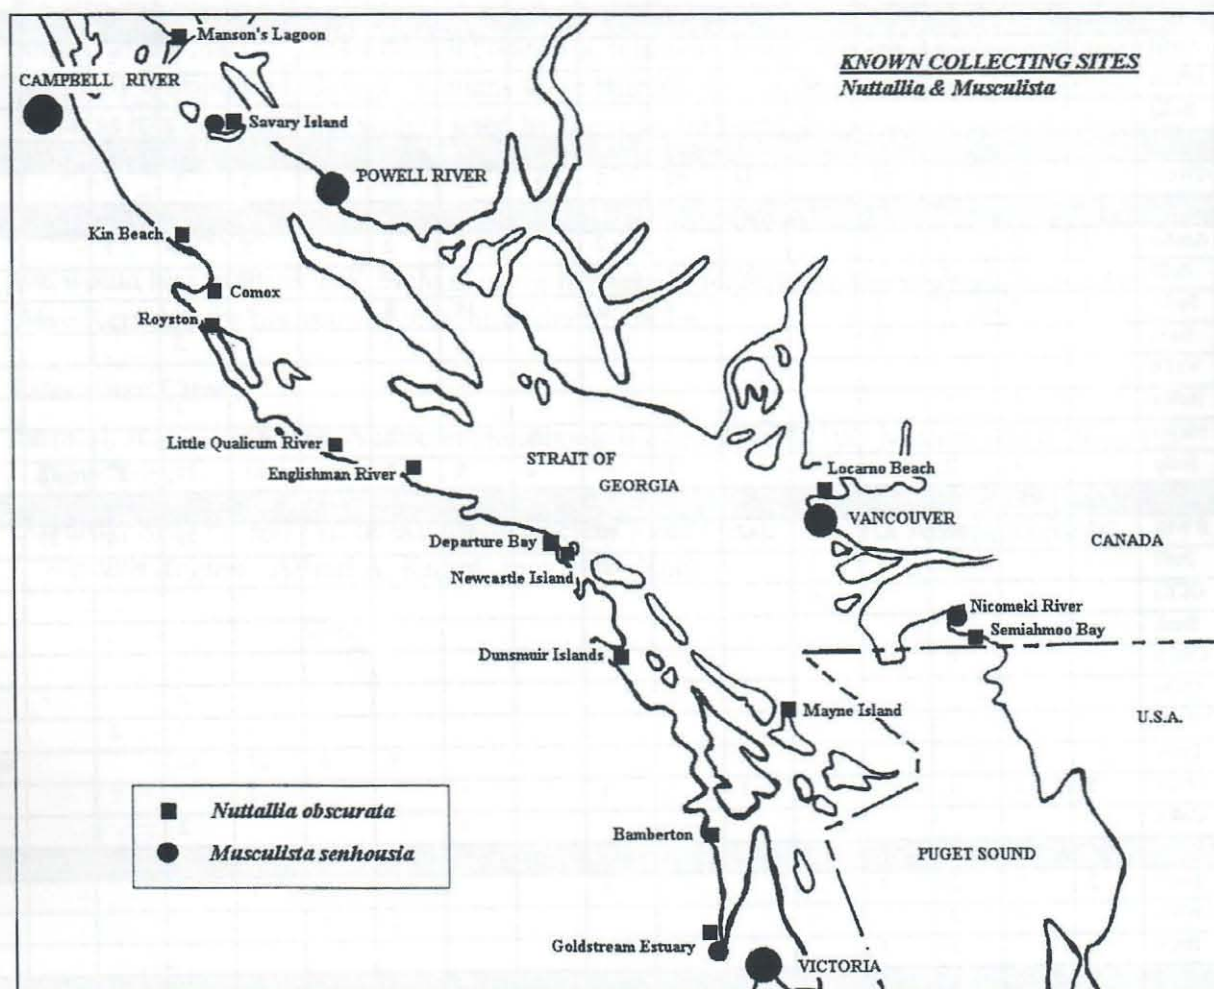 Manson's Lagoon
KNOWN COLLECTING SITES
Nuttallia & Musculista
CAMPBELL RIVER
Savary Island
POWELL RIVER
Kin Beach
Comox
Royston
Little Qualicum River
Englishman River
STRAIT OF
GEORGIA
Locarno Beach
VANCOUVER
Departure Bay
CANADA
Newcastle Island
Nicomekl River
Semiahmoo Bay
Dunsmuir Islands
Mayne Island
U.S.A.
Nuttallia obscurata
Musculista senhousia
Bamberton
PUGET SOUND
Goldstream Estuary
VICTORIA